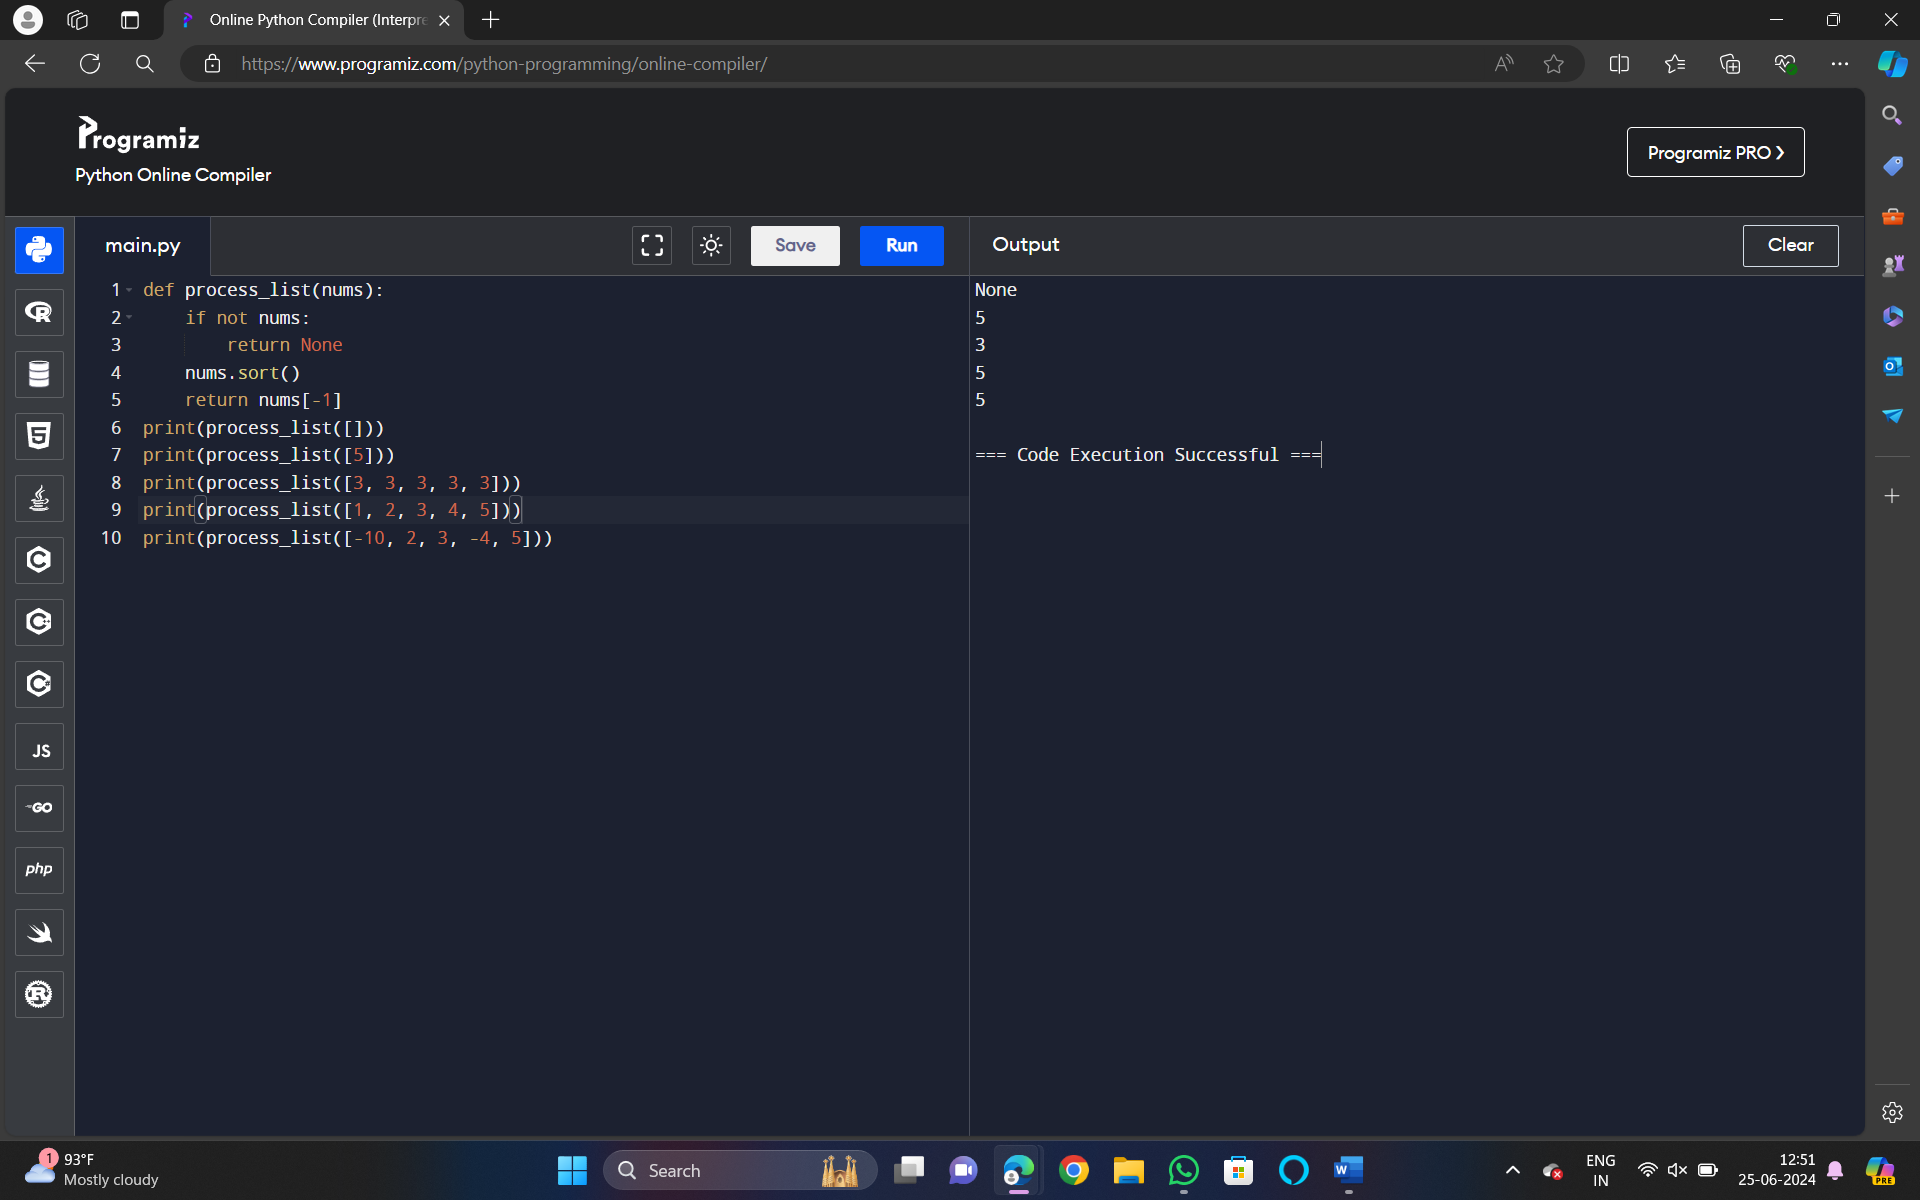 Online Python Compiler (Interpre
https://www.programiz.com/python-programming/online-compiler/
Programiz
Python Online Compiler
Programiz PRO ❯
main.py
Save
Run
Output
Clear
1 def process_list(nums):
2     if not nums:
3         return None
4     nums.sort()
5     return nums[-1]
6 print(process_list([]))
7 print(process_list([5]))
8 print(process_list([3, 3, 3, 3, 3]))
9 print(process_list([1, 2, 3, 4, 5]))
10 print(process_list([-10, 2, 3, -4, 5]))
None
5
3
5
5
=== Code Execution Successful ===
R
5
C
C
C
JS
GO
php
R
1
93°F
Mostly cloudy
Search
W
ENG
IN
12:51
25-06-2024
PRE